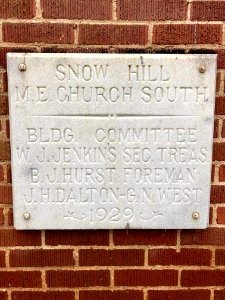 SNOW HILL
M.E. CHURCH SOUTH.
BLDG. COMMITTEE
W.J. JENKINS SEC. TREAS.
B.J. HURST FOREMAN
J.H. DALTON-G.N. WEST
1929